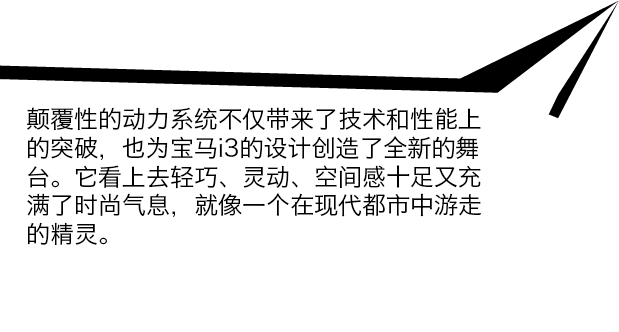 颠覆性的动力系统不仅带来了技术和性能上
的突破，也为宝马i3的设计创造了全新的舞
台。它看上去轻巧、灵动、空间感十足又充
满了时尚气息，就像一个在现代都市中游走
的精灵。